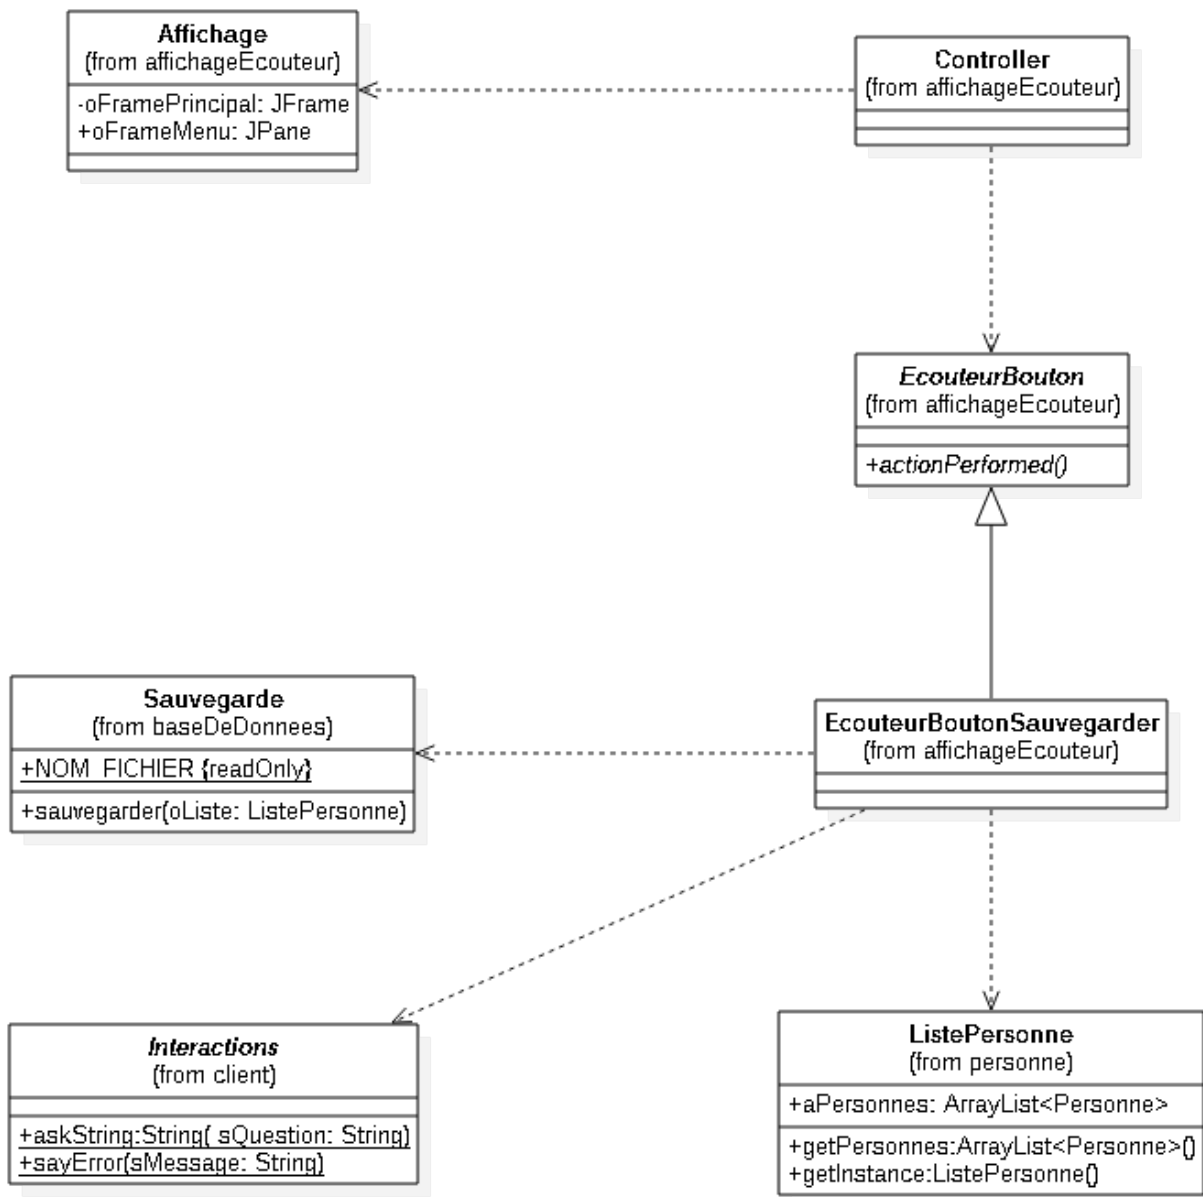 Affichage
(from affichageEcouteur)
-oFramePrincipal: JFrame
+oFrameMenu: JPane
Controller
(from affichageEcouteur)
EcouteurBouton
(from affichageEcouteur)
+actionPerformed()
Sauvegarde
(from baseDeDonnees)
+NOM_FICHIER {readOnly}
+sauvegarder(oListe: ListePersonne)
EcouteurBoutonSauvegarder
(from affichageEcouteur)
Interactions
(from client)
+askString:String( sQuestion: String)
+sayError(sMessage: String)
ListePersonne
(from personne)
+aPersonnes: ArrayList<Personne>
+getPersonnes:ArrayList<Personne>()
+getInstance:ListePersonne()